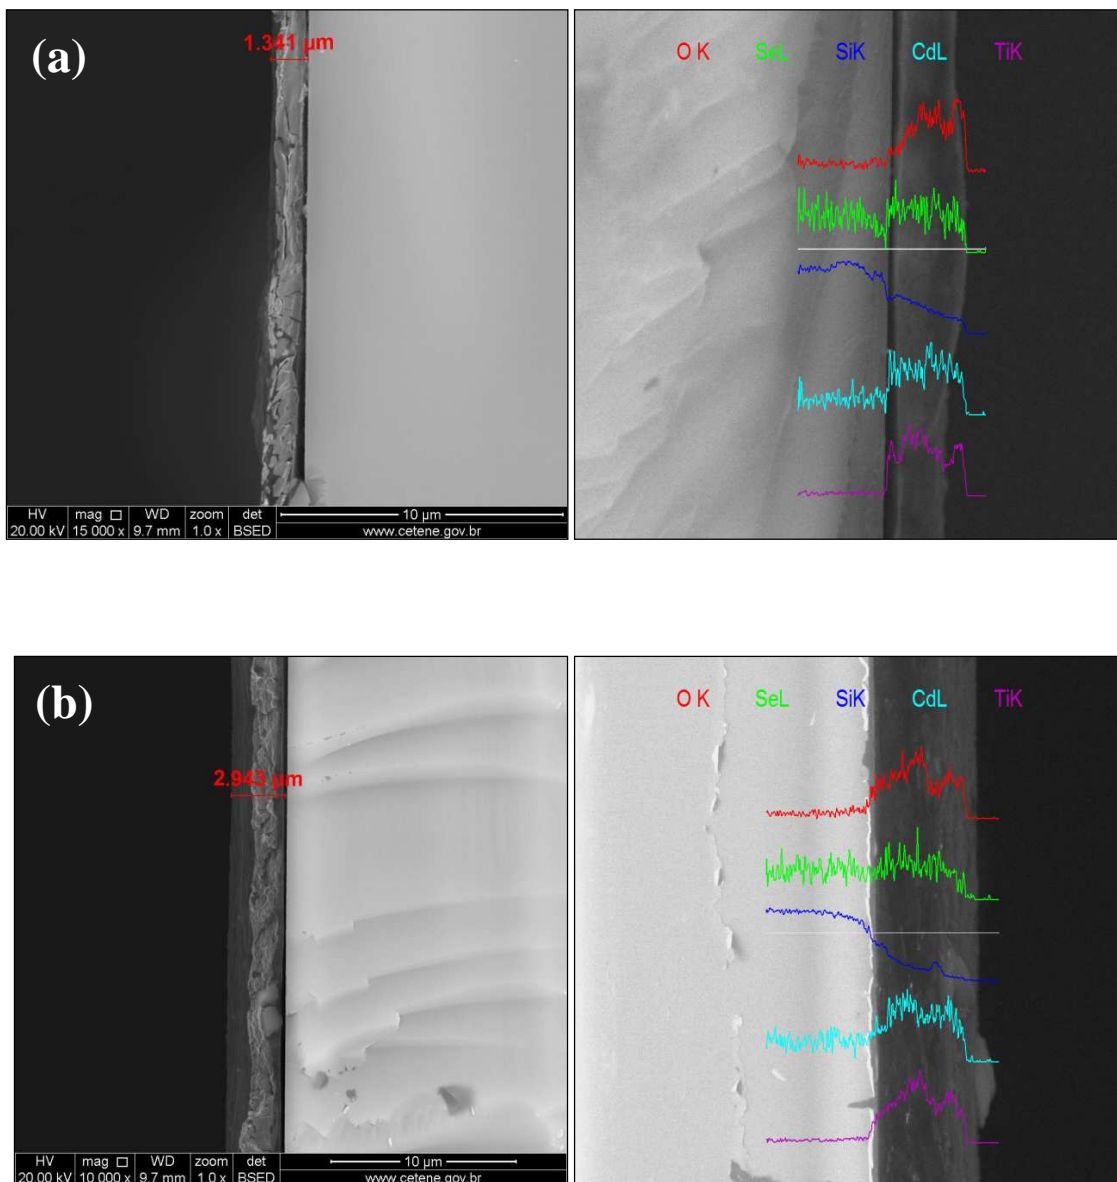 (a)
1.341 µm
O K SeL SiK CdL TiK
HV mag □ WD zoom det 10 µm
20.00 kV 15 000 x 9.7 mm 1.0 x BSED www.cetene.gov.br
(b)
2.943 µm
O K SeL SiK CdL TiK
HV mag □ WD zoom det 10 µm
20.00 kV 10 000 x 9.7 mm 1.0 x BSED www.cetene.gov.br